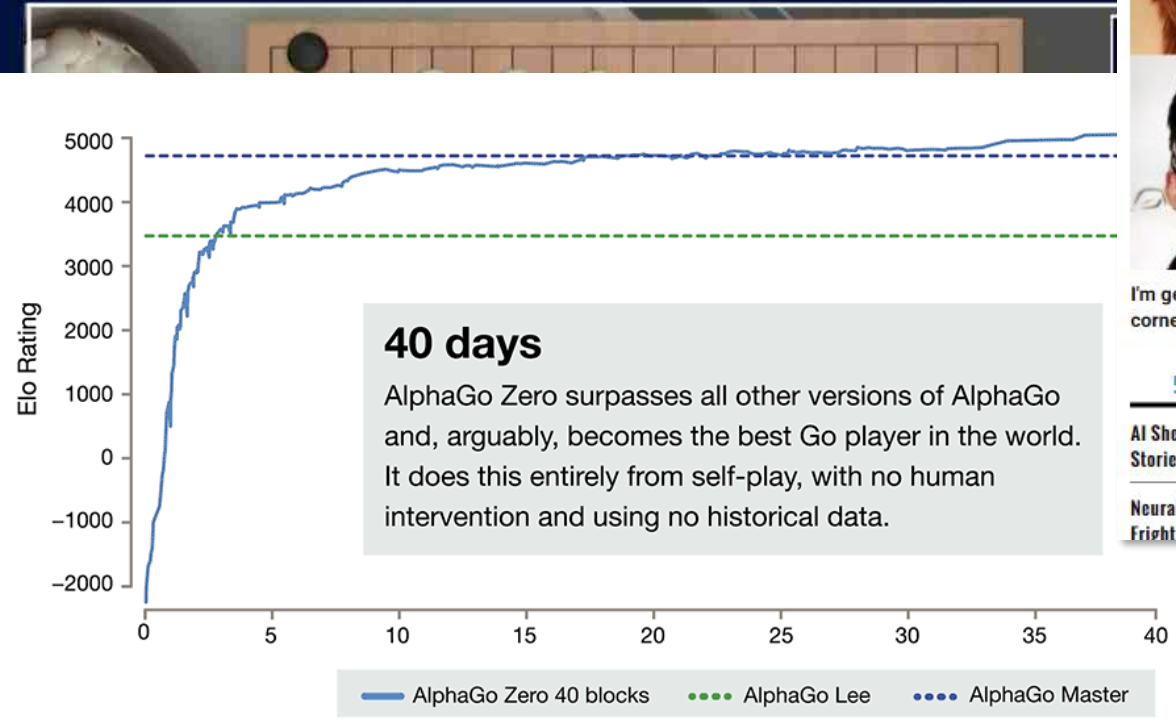 5000
4000
3000
2000
1000
0
−1000
−2000
Elo Rating
40 days
AlphaGo Zero surpasses all other versions of AlphaGo
and, arguably, becomes the best Go player in the world.
It does this entirely from self-play, with no human
intervention and using no historical data.
0 5 10 15 20 25 30 35 40
AlphaGo Zero 40 blocks AlphaGo Lee AlphaGo Master
I'm
AI